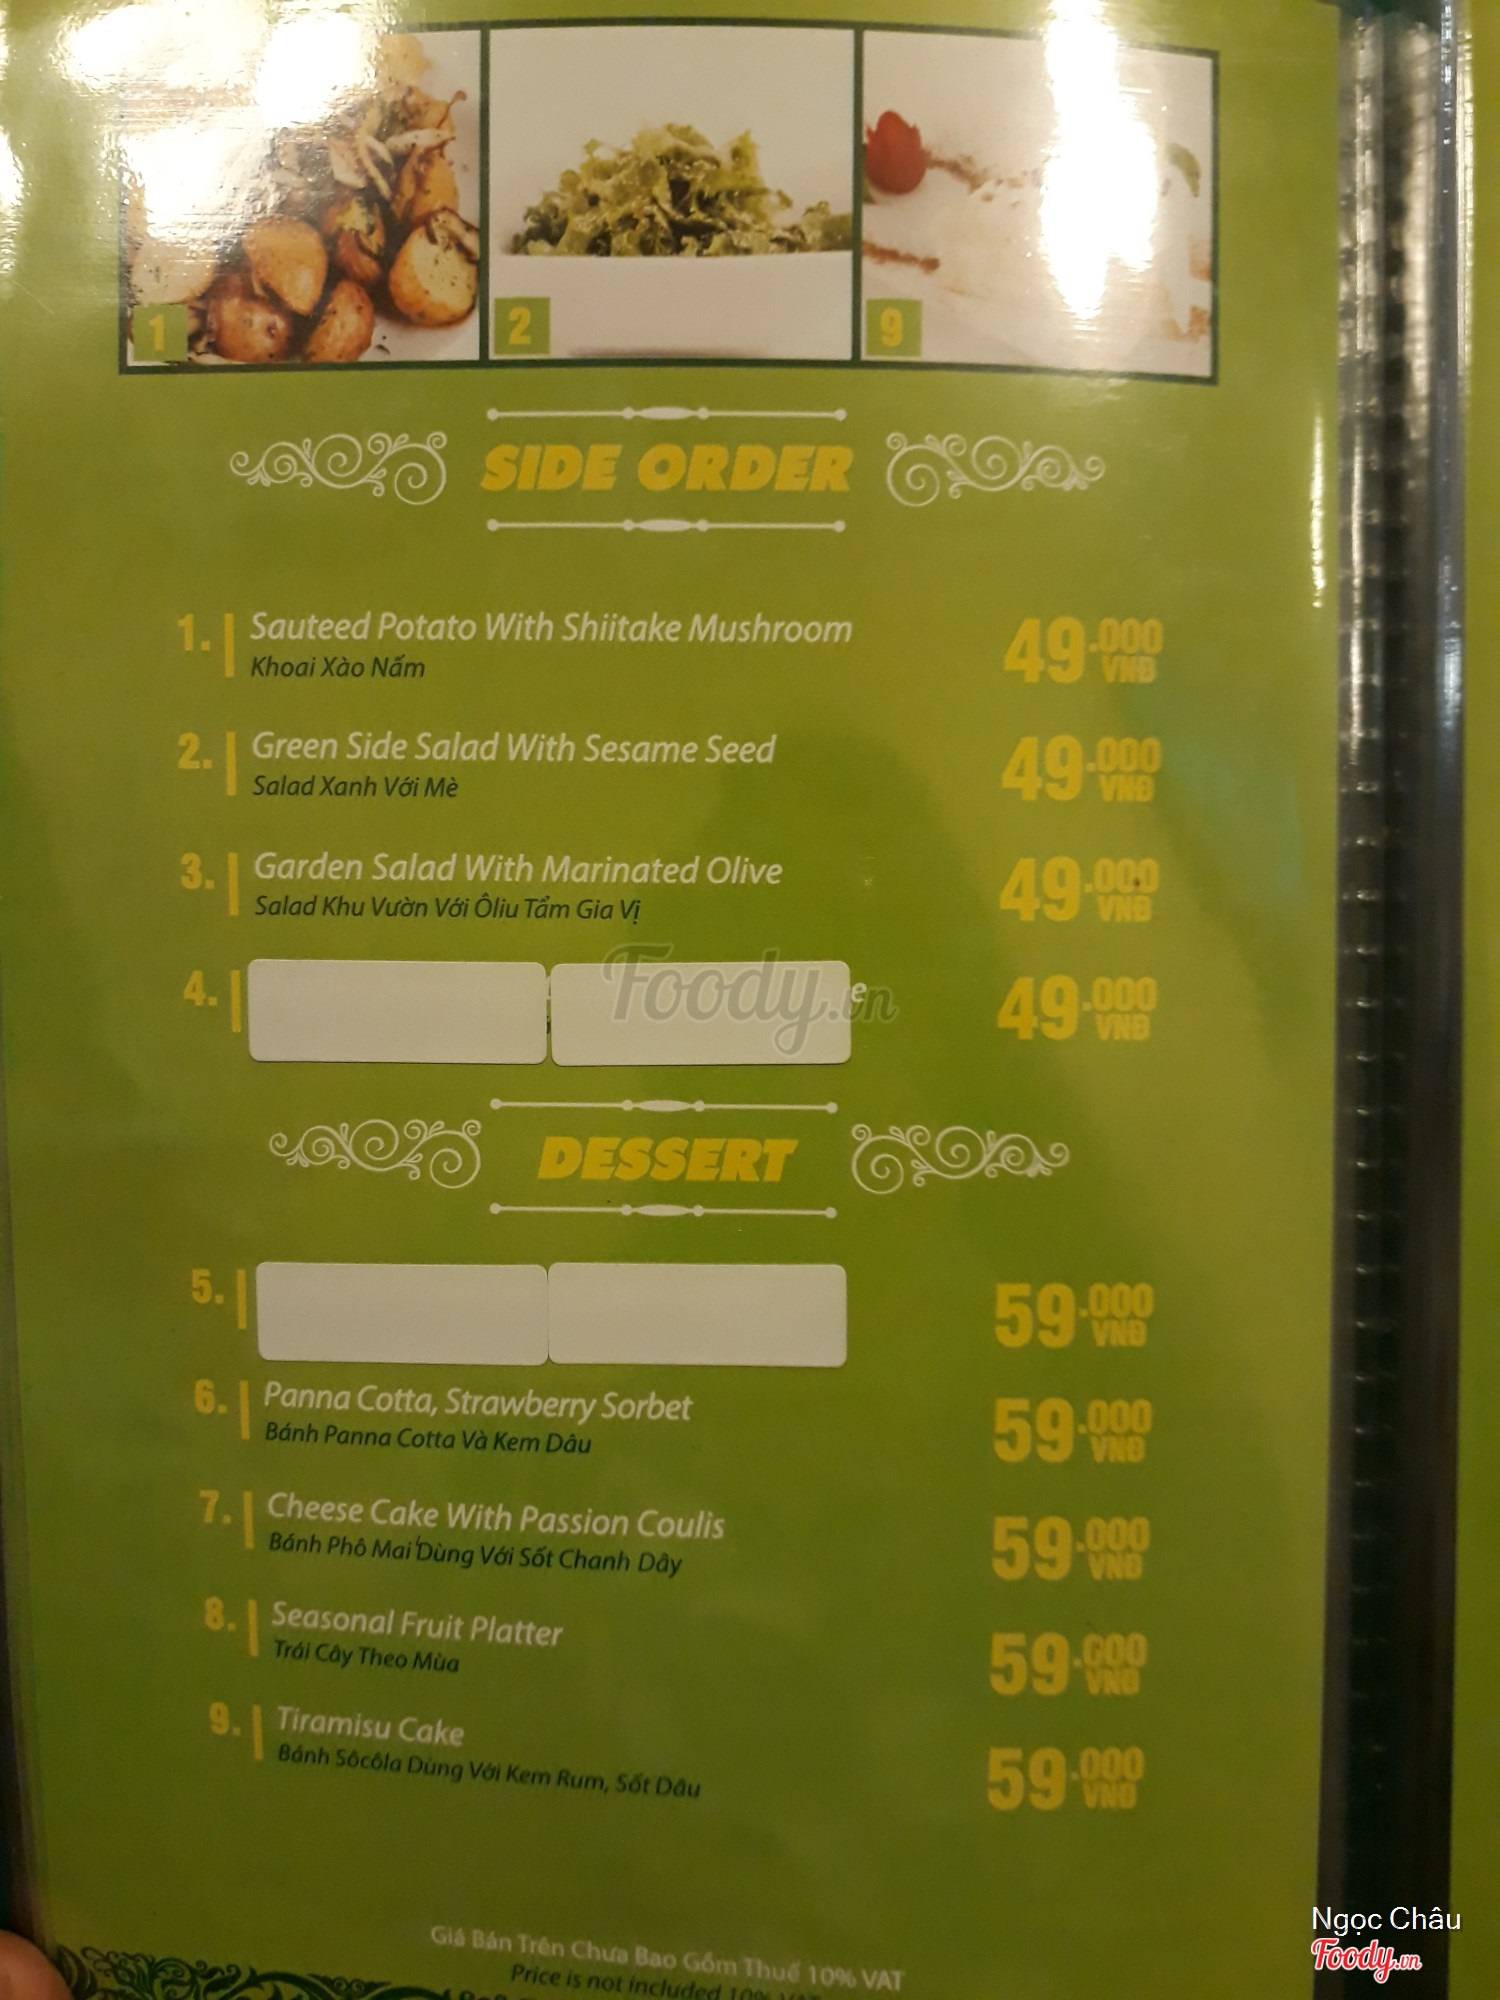 1
2
9
SIDE ORDER
1. Sauteed Potato With Shiitake Mushroom 49.000 VNĐ
Khoai Xào Nấm
2. Green Side Salad With Sesame Seed 49.000 VNĐ
Salad Xanh Với Mè
3. Garden Salad With Marinated Olive 49.000 VNĐ
Salad Khu Vườn Với Ôliu Tẩm Gia Vị
4. 49.000 VNĐ
Foody.vn
DESSERT
5. 59.000 VNĐ
6. Panna Cotta, Strawberry Sorbet 59.000 VNĐ
Bánh Panna Cotta Và Kem Dâu
7. Cheese Cake With Passion Coulis 59.000 VNĐ
Bánh Phô Mai Dùng Với Sốt Chanh Dây
8. Seasonal Fruit Platter 59.000 VNĐ
Trái Cây Theo Mùa
9. Tiramisu Cake 59.000 VNĐ
Bánh Sôcôla Dùng Với Kem Rum, Sốt Dâu
Giá Bán Trên Chưa Bao Gồm Thuế 10% VAT
Price is not included 10% VAT
Ngọc Châu
Foody.vn